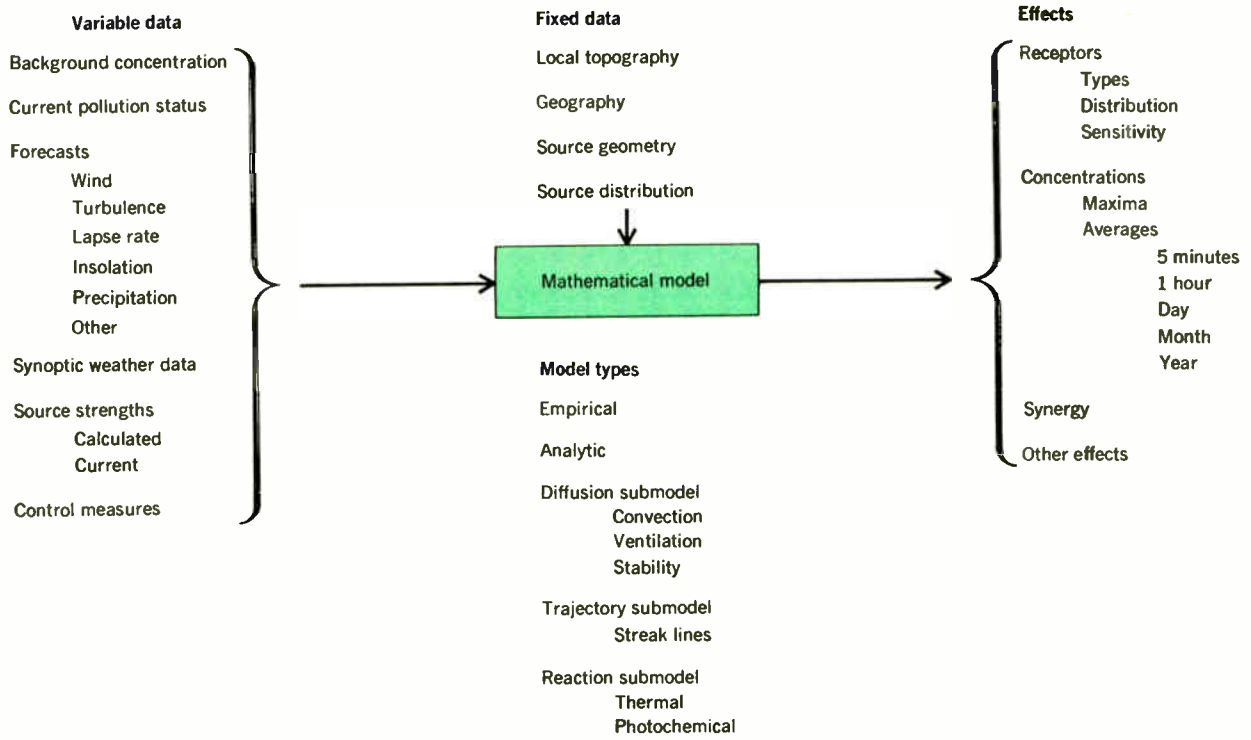 Variable data
Background concentration
Current pollution status
Forecasts
Wind
Turbulence
Lapse rate
Insolation
Precipitation
Other
Synoptic weather data
Source strengths
Calculated
Current
Control measures
Fixed data
Local topography
Geography
Source geometry
Source distribution
Mathematical model
Model types
Empirical
Analytic
Diffusion submodel
Convection
Ventilation
Stability
Trajectory submodel
Streak lines
Reaction submodel
Thermal
Photochemical
Effects
Receptors
Types
Distribution
Sensitivity
Concentrations
Maxima
Averages
5 minutes
1 hour
Day
Month
Year
Synergy
Other effects